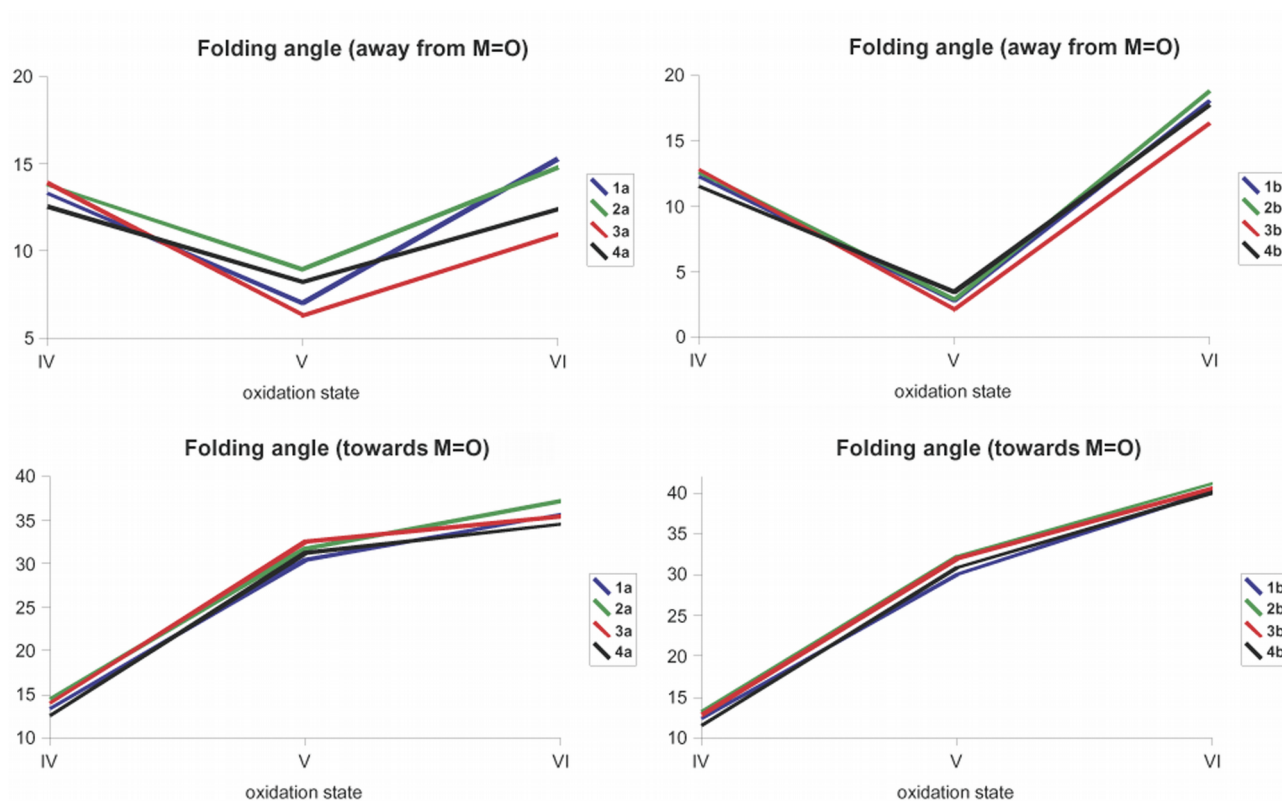 Folding angle (away from M=O)
20
15
10
5
IV
V
VI
oxidation state
1a
2a
3a
4a
Folding angle (away from M=O)
20
15
10
5
0
IV
V
VI
oxidation state
1b
2b
3b
4b
Folding angle (towards M=O)
40
35
30
25
20
15
10
IV
V
VI
oxidation state
1a
2a
3a
4a
Folding angle (towards M=O)
40
35
30
25
20
15
10
IV
V
VI
oxidation state
1b
2b
3b
4b